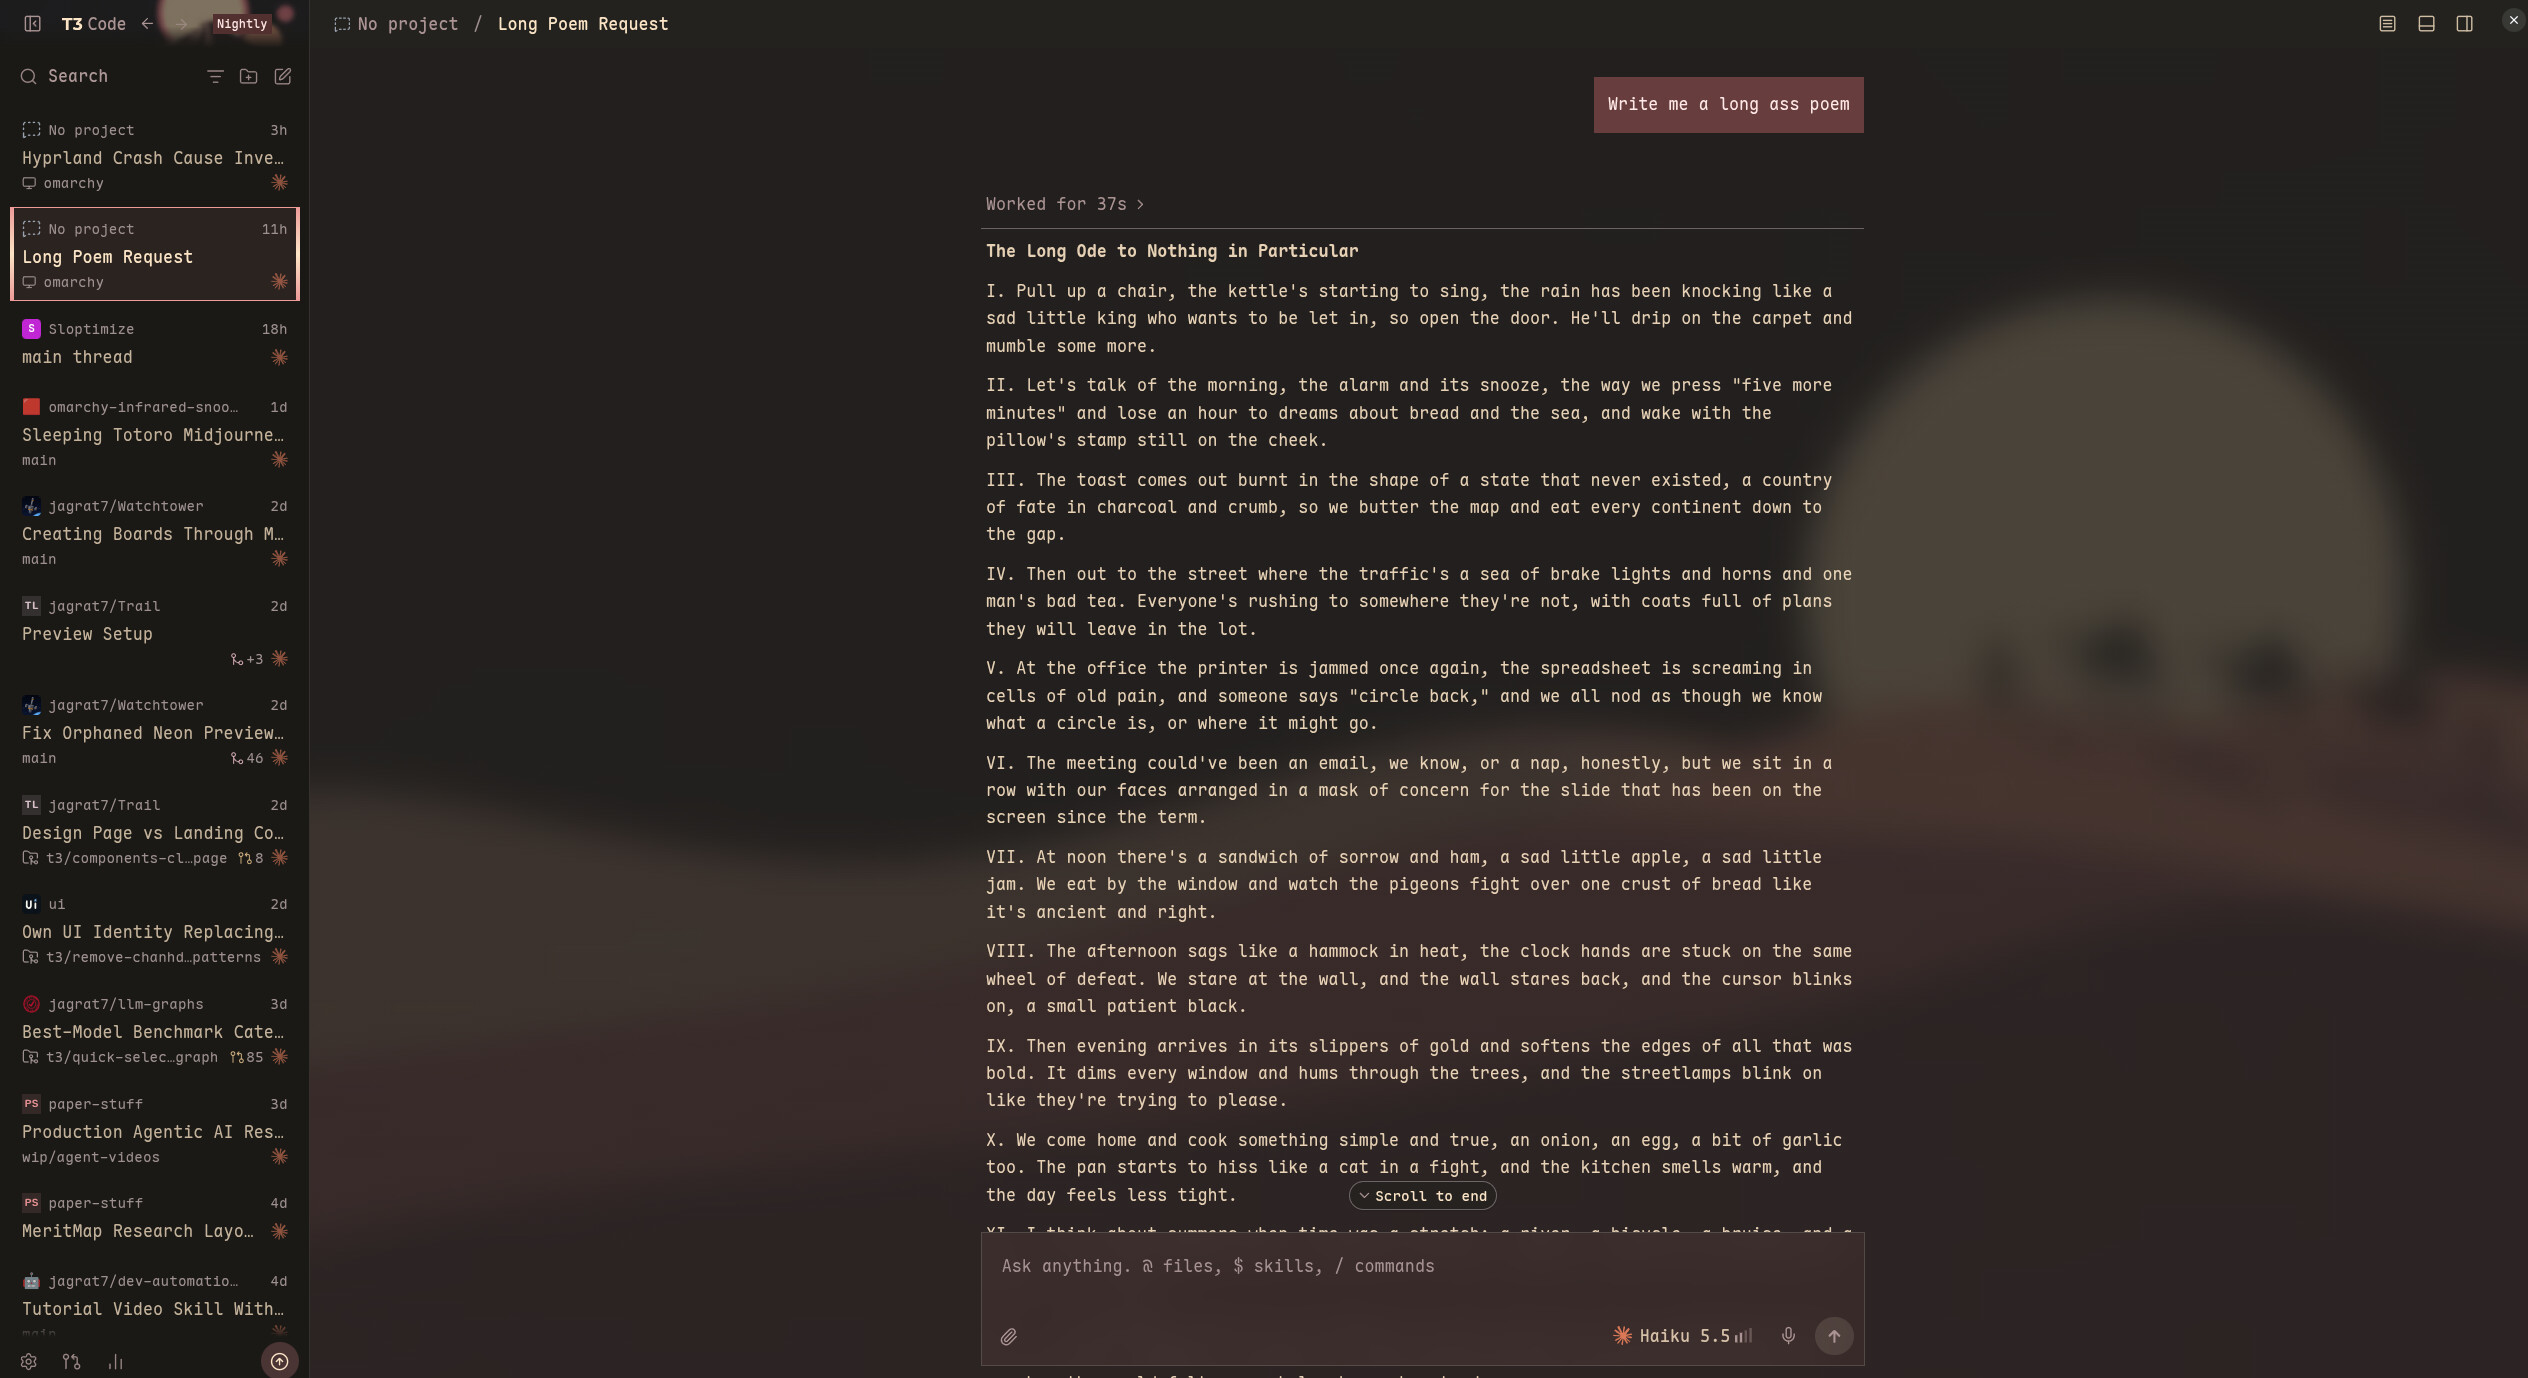 T3 Code
Nightly
Search
No project 3h
Hyprland Crash Cause Inve…
omarchy
No project 11h
Long Poem Request
omarchy
S Sloptimize 18h
main thread
omarchy-infrared-snoo… 1d
Sleeping Totoro Midjourne…
main
jagrat7/Watchtower 2d
Creating Boards Through M…
main
TL jagrat7/Trail 2d
Preview Setup
+3
jagrat7/Watchtower 2d
Fix Orphaned Neon Preview…
main 46
TL jagrat7/Trail 2d
Design Page vs Landing Co…
t3/components-cl…page 8
Ui ui 2d
Own UI Identity Replacing…
t3/remove-chanhd…patterns
jagrat7/llm-graphs 3d
Best-Model Benchmark Cate…
t3/quick-selec…graph 85
PS paper-stuff 3d
Production Agentic AI Res…
wip/agent-videos
PS paper-stuff 4d
MeritMap Research Layo…
jagrat7/dev-automatio… 4d
Tutorial Video Skill With…
main
No project / Long Poem Request
Write me a long ass poem
Worked for 37s >
The Long Ode to Nothing in Particular
I. Pull up a chair, the kettle's starting to sing, the rain has been knocking like a
sad little king who wants to be let in, so open the door. He'll drip on the carpet and
mumble some more.
II. Let's talk of the morning, the alarm and its snooze, the way we press "five more
minutes" and lose an hour to dreams about bread and the sea, and wake with the
pillow's stamp still on the cheek.
III. The toast comes out burnt in the shape of a state that never existed, a country
of fate in charcoal and crumb, so we butter the map and eat every continent down to
the gap.
IV. Then out to the street where the traffic's a sea of brake lights and horns and one
man's bad tea. Everyone's rushing to somewhere they're not, with coats full of plans
they will leave in the lot.
V. At the office the printer is jammed once again, the spreadsheet is screaming in
cells of old pain, and someone says "circle back," and we all nod as though we know
what a circle is, or where it might go.
VI. The meeting could've been an email, we know, or a nap, honestly, but we sit in a
row with our faces arranged in a mask of concern for the slide that has been on the
screen since the term.
VII. At noon there's a sandwich of sorrow and ham, a sad little apple, a sad little
jam. We eat by the window and watch the pigeons fight over one crust of bread like
it's ancient and right.
VIII. The afternoon sags like a hammock in heat, the clock hands are stuck on the same
wheel of defeat. We stare at the wall, and the wall stares back, and the cursor blinks
on, a small patient black.
IX. Then evening arrives in its slippers of gold and softens the edges of all that was
bold. It dims every window and hums through the trees, and the streetlamps blink on
like they're trying to please.
X. We come home and cook something simple and true, an onion, an egg, a bit of garlic
too. The pan starts to hiss like a cat in a fight, and the kitchen smells warm, and
the day feels less tight.
Scroll to end
XI. I think about summers when time was a stretch: a river, a bicycle, a bruise, and a
Ask anything. @ files, $ skills, / commands
Haiku 5.5